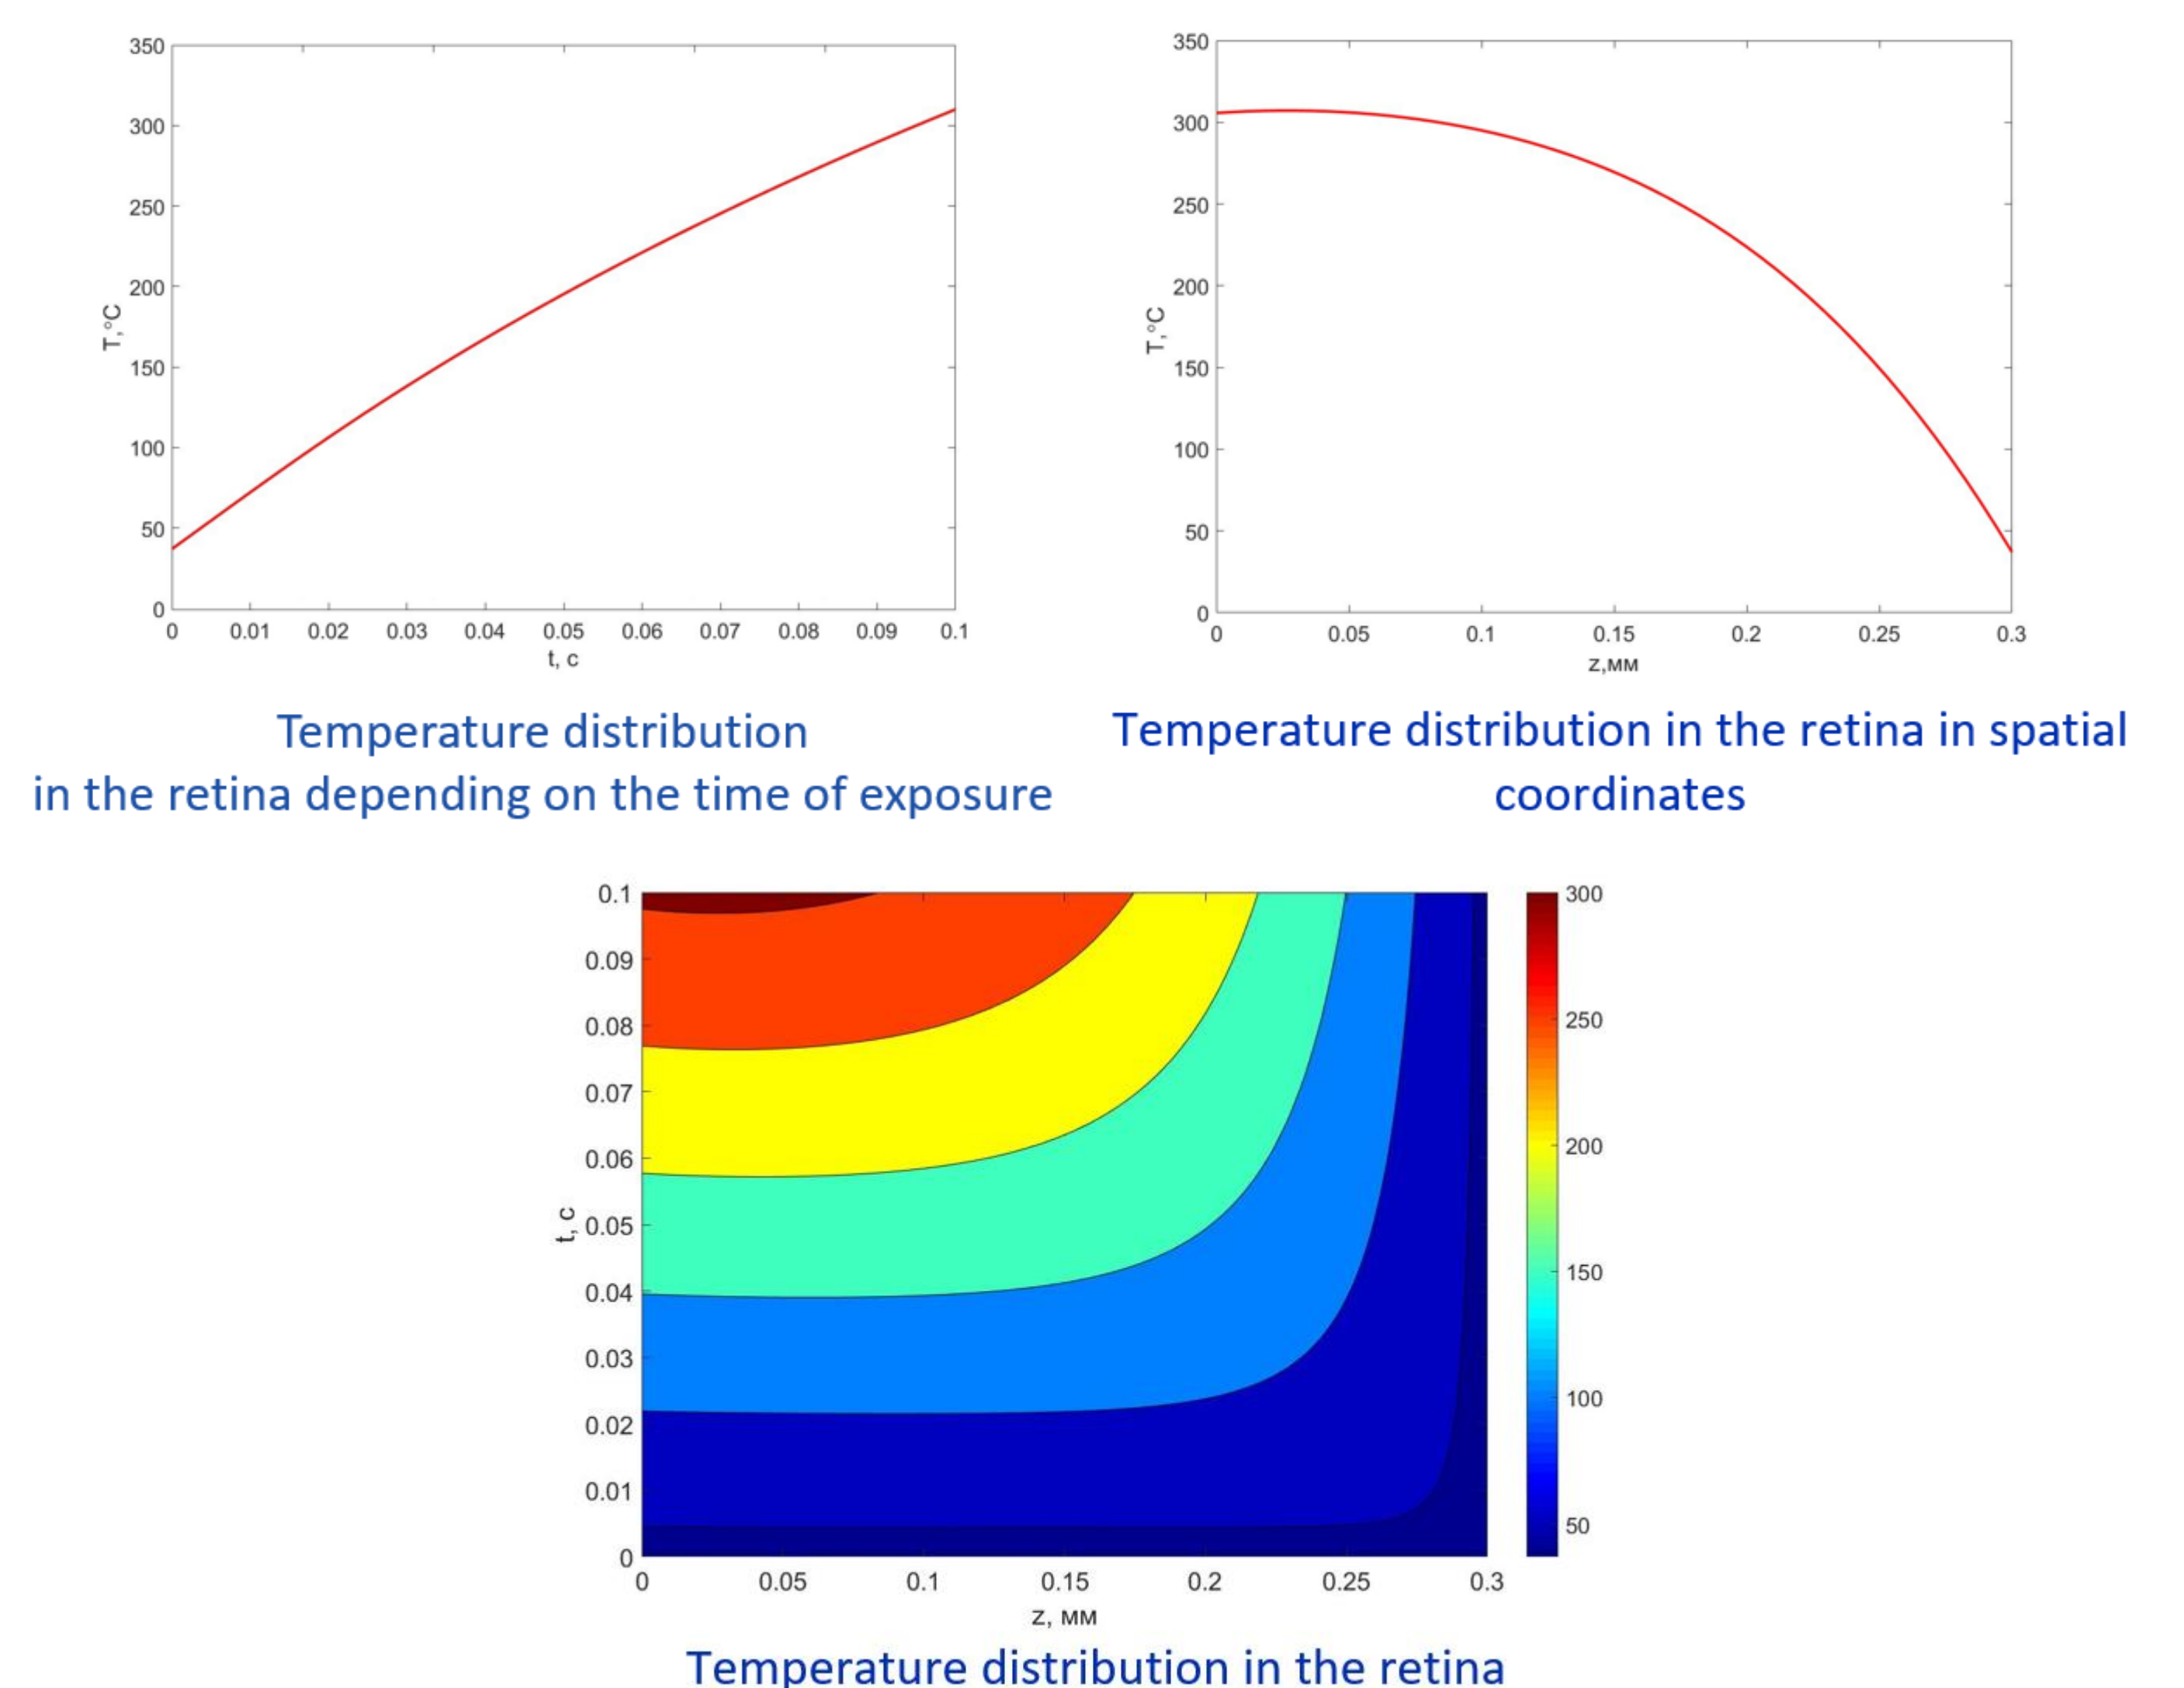 350
300
250
200
150
100
50
0
T,°C
0 0.01 0.02 0.03 0.04 0.05 0.06 0.07 0.08 0.09 0.1
t, c
Temperature distribution
in the retina depending on the time of exposure
350
300
250
200
150
100
50
0
T,°C
0 0.05 0.1 0.15 0.2 0.25 0.3
z,мм
Temperature distribution in the retina in spatial
coordinates
0.1
0.09
0.08
0.07
0.06
0.05
0.04
0.03
0.02
0.01
0
t, c
0 0.05 0.1 0.15 0.2 0.25 0.3
z, мм
300
250
200
150
100
50
Temperature distribution in the retina